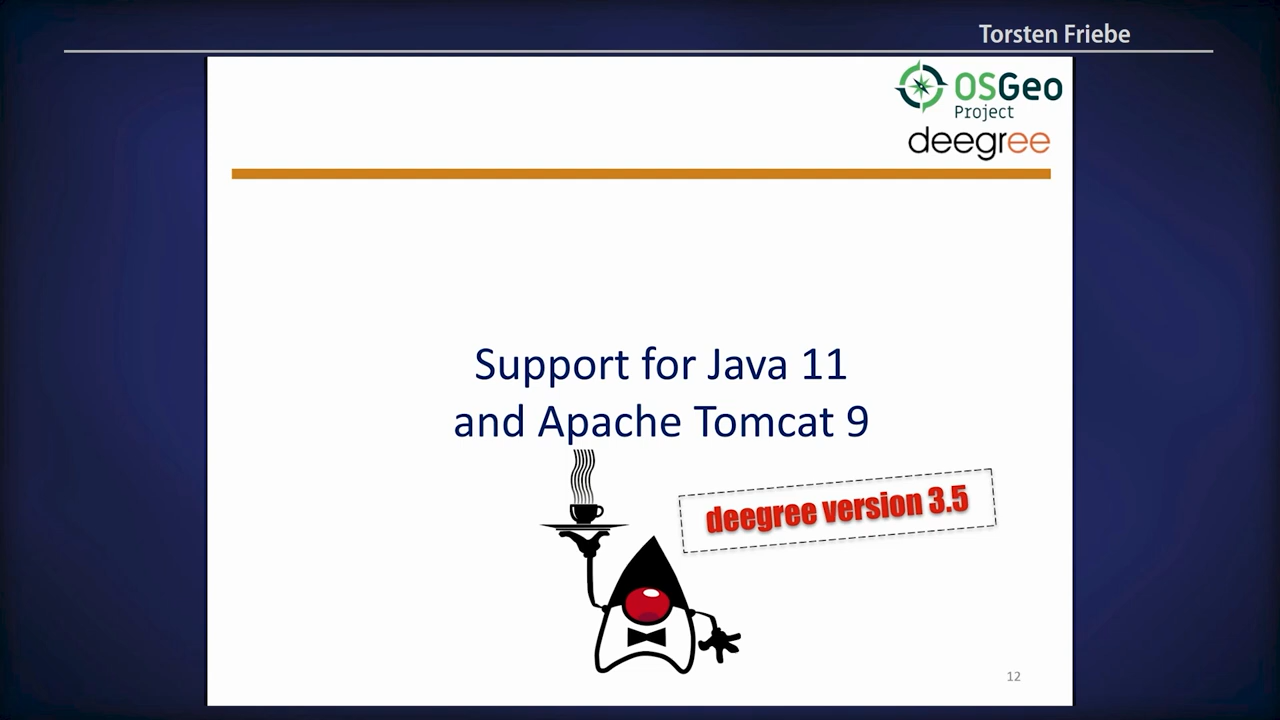 Torsten Friebe
OSGeo
Project
deegree
Support for Java 11
and Apache Tomcat 9
deegree version 3.5
12